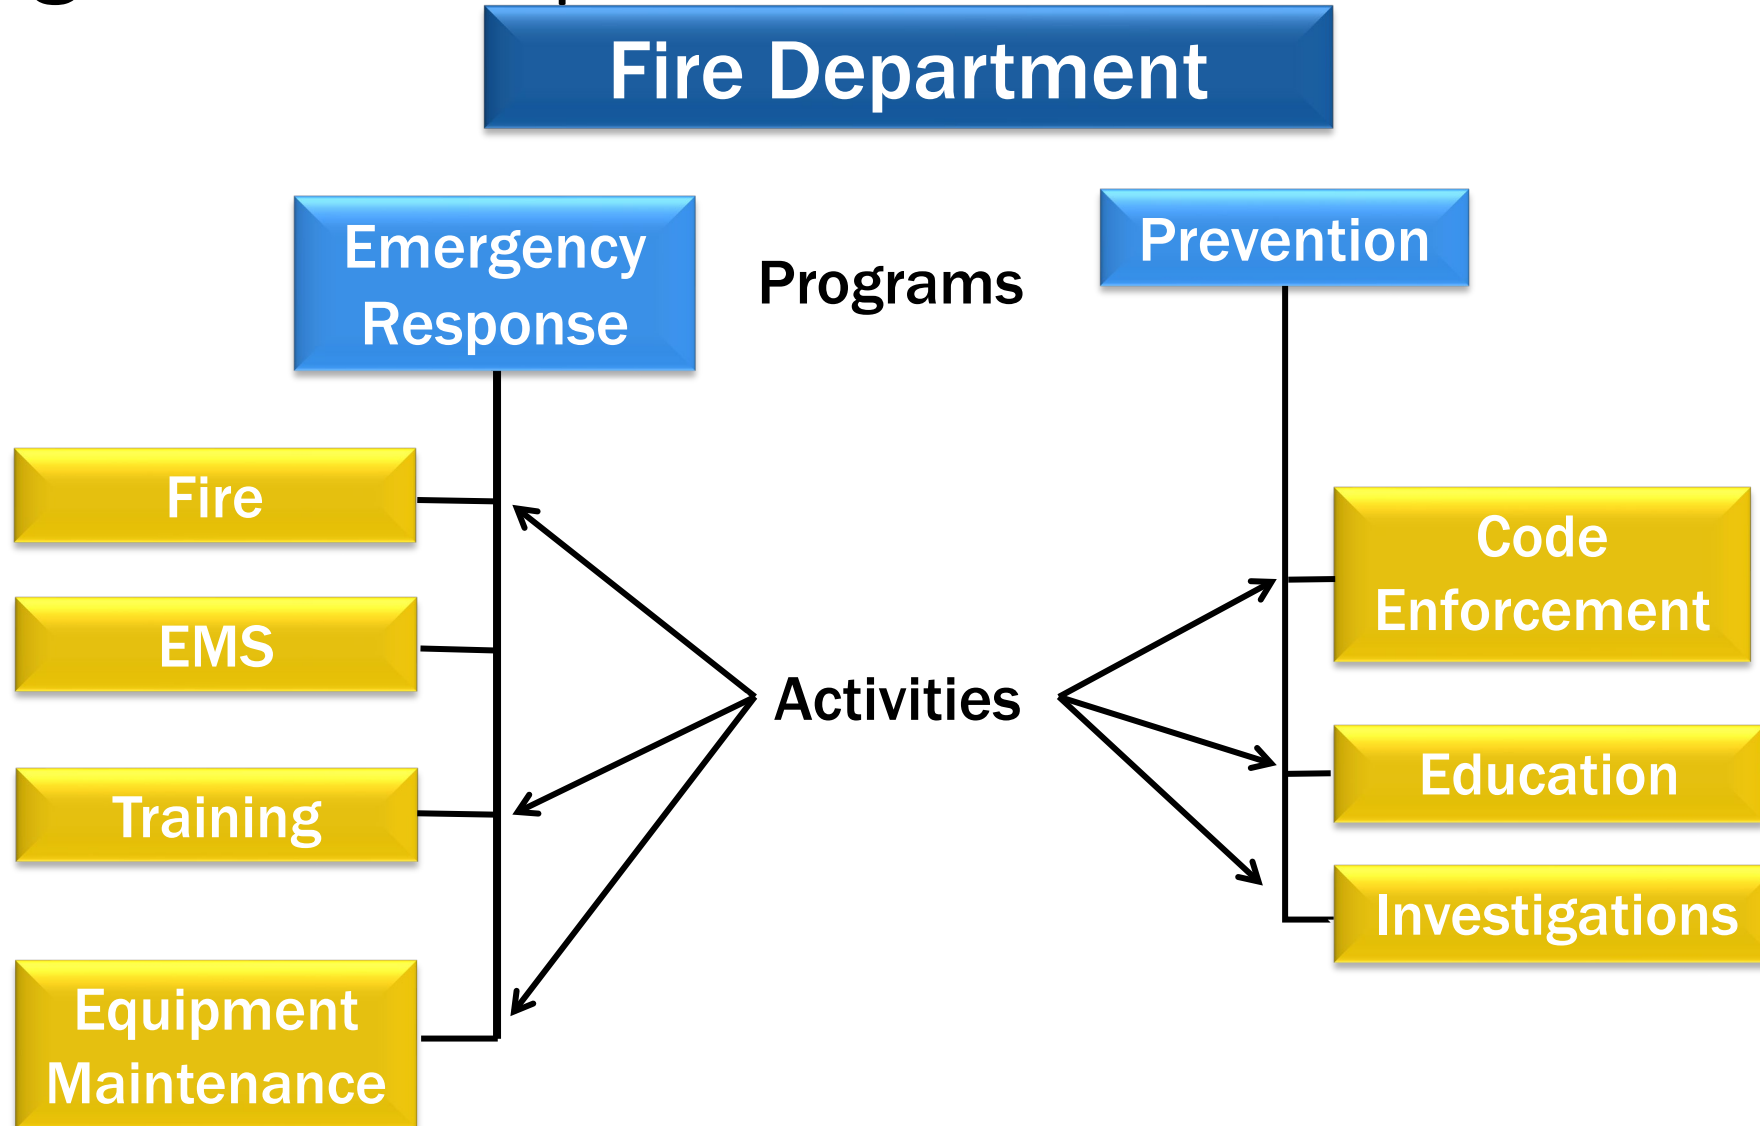 Fire Department
Emergency
Response
Programs
Prevention
Fire
EMS
Training
Equipment
Maintenance
Activities
Code
Enforcement
Education
Investigations